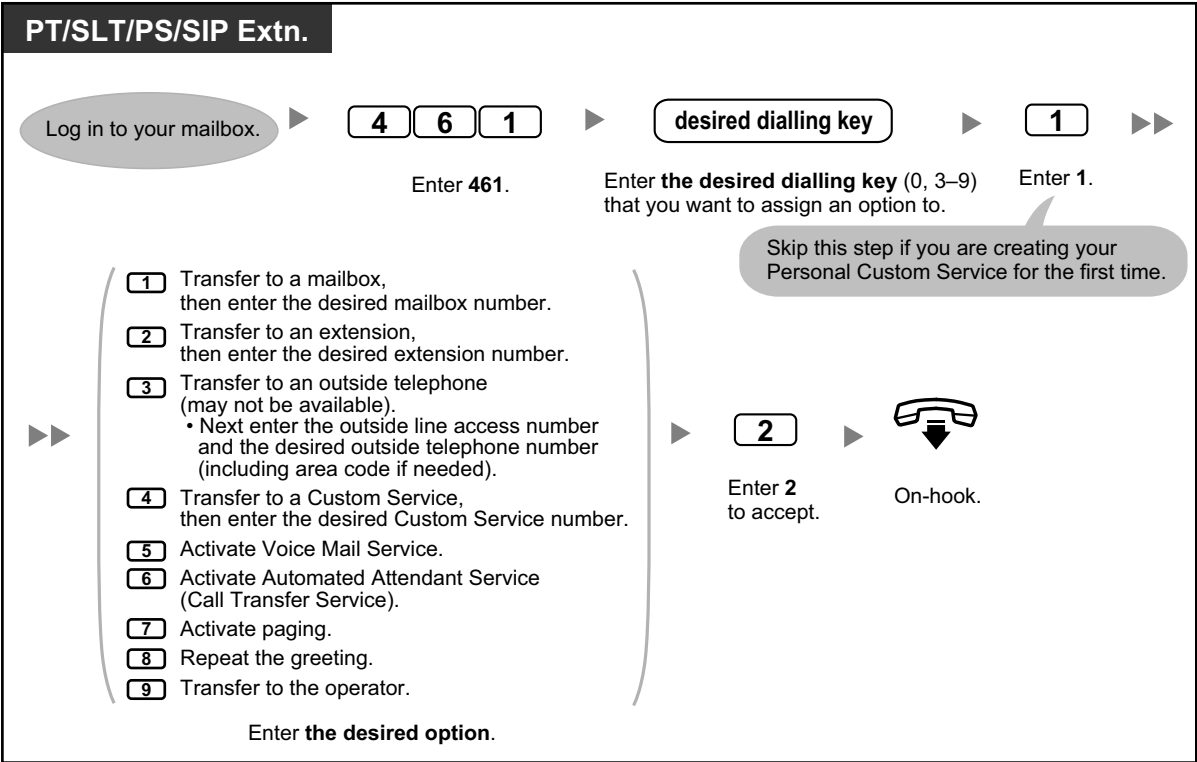 PT/SLT/PS/SIP Extn.
Log in to your mailbox.
4 6 1
desired dialling key
1
Enter 461.
Enter the desired dialling key (0, 3–9)
that you want to assign an option to.
Enter 1.
Skip this step if you are creating your
Personal Custom Service for the first time.
1 Transfer to a mailbox,
then enter the desired mailbox number.
2 Transfer to an extension,
then enter the desired extension number.
3 Transfer to an outside telephone
(may not be available).
• Next enter the outside line access number
and the desired outside telephone number
(including area code if needed).
4 Transfer to a Custom Service,
then enter the desired Custom Service number.
5 Activate Voice Mail Service.
6 Activate Automated Attendant Service
(Call Transfer Service).
7 Activate paging.
8 Repeat the greeting.
9 Transfer to the operator.
Enter the desired option.
2
Enter 2
to accept.
On-hook.